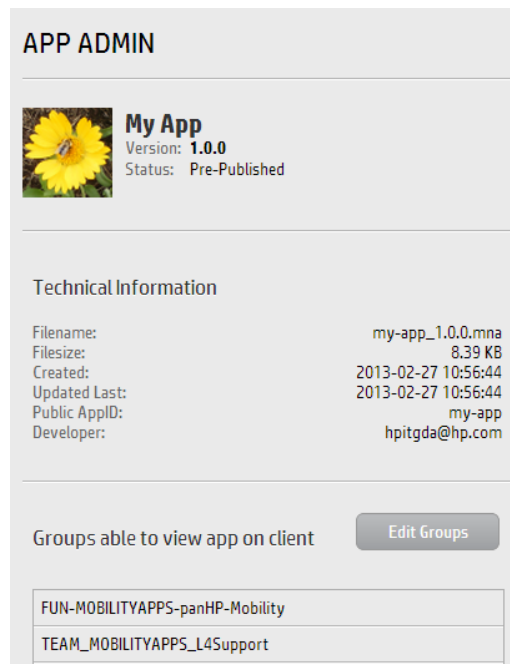 APP ADMIN
My App
Version: 1.0.0
Status: Pre-Published
Technical Information
Filename: my-app_1.0.0.mna
Filesize: 8.39 KB
Created: 2013-02-27 10:56:44
Updated Last: 2013-02-27 10:56:44
Public AppID: my-app
Developer: hpitgda@hp.com
Groups able to view app on client Edit Groups
FUN-MOBILITYAPPS-panHP-Mobility
TEAM_MOBILITYAPPS_L4Support